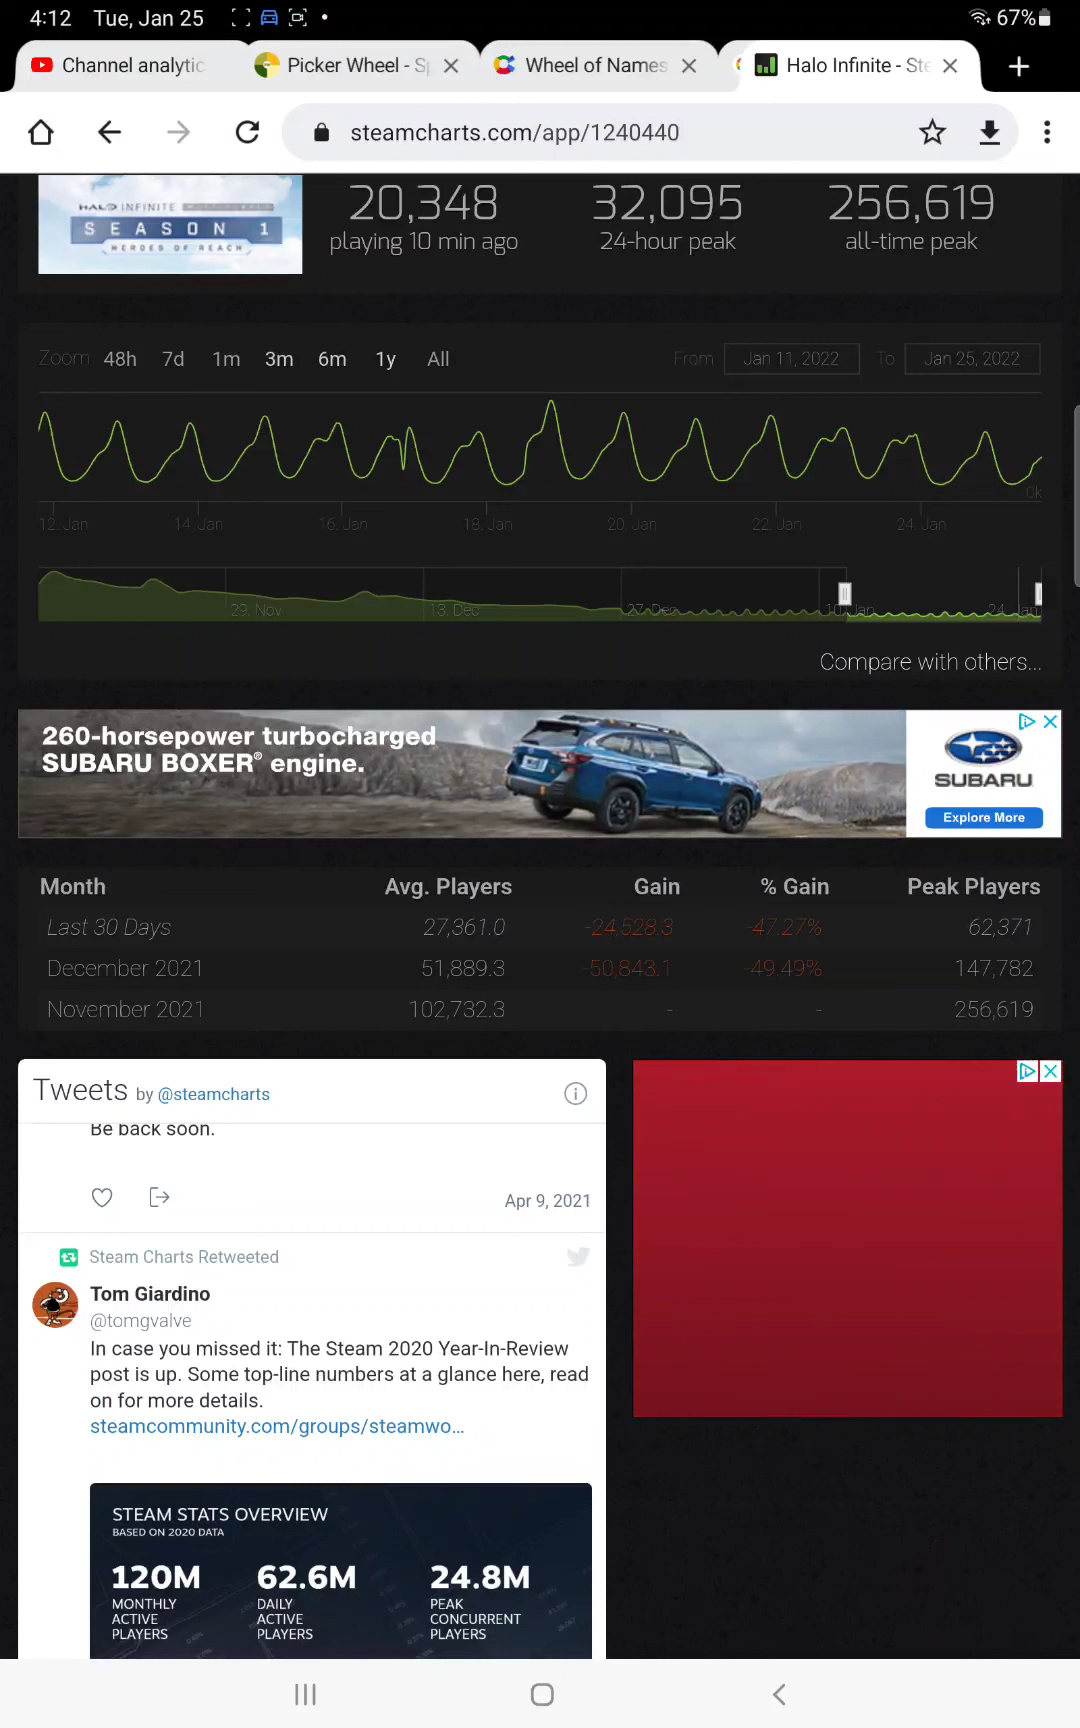 4:12 Tue, Jan 25 67%
Channel analytic
Picker Wheel - Sp
Wheel of Names
Halo Infinite - Ste
steamcharts.com/app/1240440
HALO INFINITE
SEASON 1
HEROES OF REACH
20,348 32,095 256,619
playing 10 min ago 24-hour peak all-time peak
Zoom 48h 7d 1m 3m 6m 1y All From Jan 11, 2022 To Jan 25, 2022
0k
12. Jan 14. Jan 16. Jan 18. Jan 20. Jan 22. Jan 24. Jan
29. Nov 13. Dec 27. Dec 10. Jan 24. Jan
Compare with others...
260-horsepower turbocharged
SUBARU BOXER® engine.
SUBARU
Explore More
Month Avg. Players Gain % Gain Peak Players
Last 30 Days 27,361.0 -24,528.3 -47.27% 62,371
December 2021 51,889.3 -50,843.1 -49.49% 147,782
November 2021 102,732.3 - - 256,619
Tweets by @steamcharts
Be back soon.
Apr 9, 2021
Steam Charts Retweeted
Tom Giardino
@tomgvalve
In case you missed it: The Steam 2020 Year-In-Review
post is up. Some top-line numbers at a glance here, read
on for more details.
steamcommunity.com/groups/steamwo…
STEAM STATS OVERVIEW
BASED ON 2020 DATA
120M 62.6M 24.8M
MONTHLY DAILY PEAK
ACTIVE ACTIVE CONCURRENT
PLAYERS PLAYERS PLAYERS